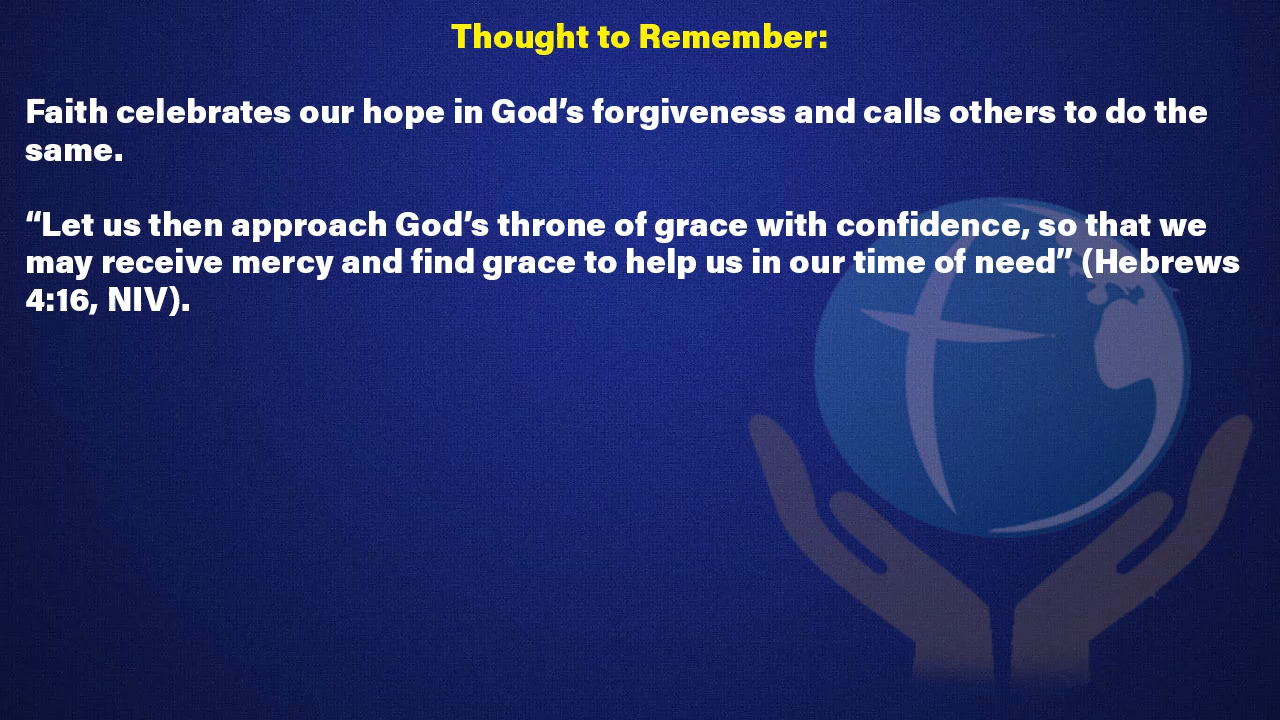 Thought to Remember:
Faith celebrates our hope in God’s forgiveness and calls others to do the
same.
“Let us then approach God’s throne of grace with confidence, so that we
may receive mercy and find grace to help us in our time of need” (Hebrews
4:16, NIV).